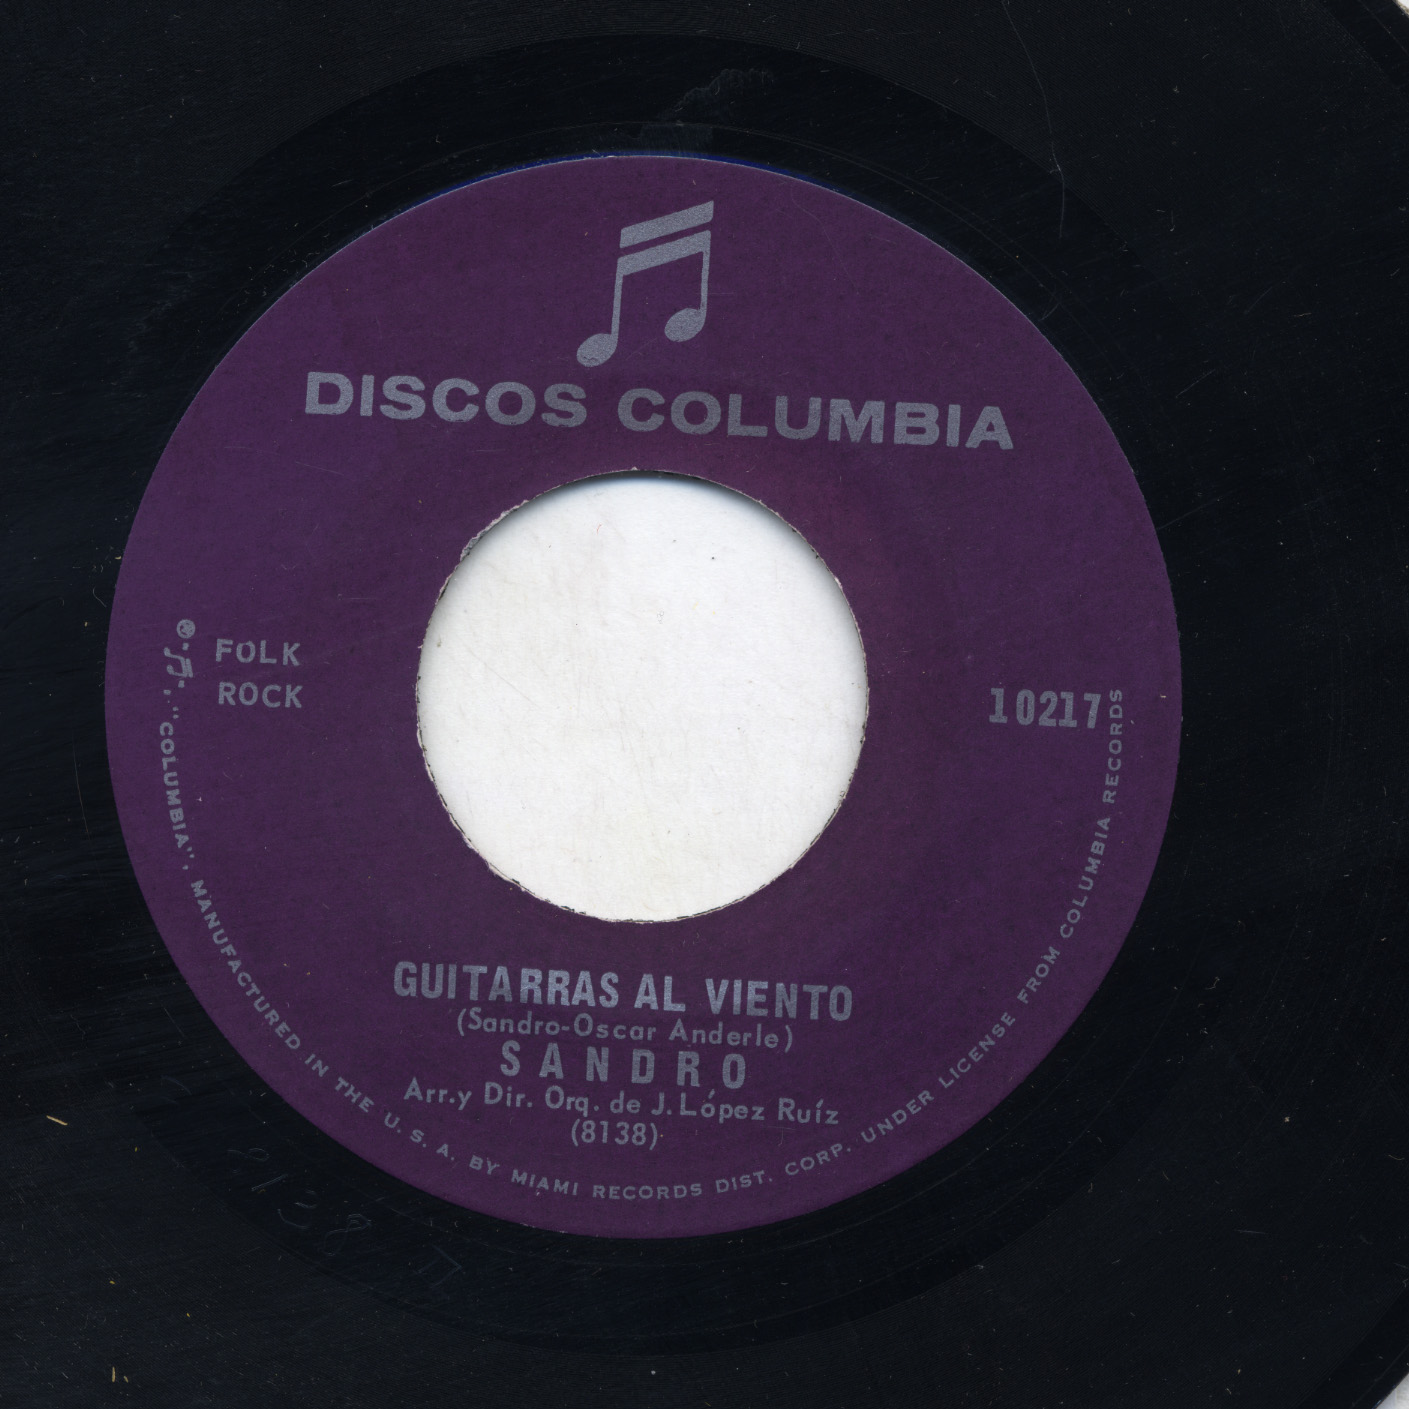 DISCOS COLUMBIA
FOLK
ROCK
10217
GUITARRAS AL VIENTO
(Sandro-Oscar Anderle)
SANDRO
Arr.y Dir. Orq. de J. López Ruíz
(8138)
® "COLUMBIA", MANUFACTURED IN THE U. S. A. BY MIAMI RECORDS DIST. CORP. UNDER LICENSE FROM COLUMBIA RECORDS